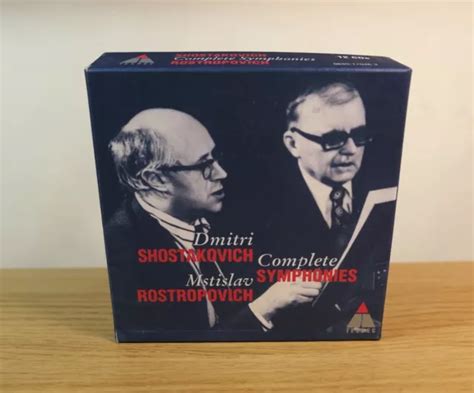 SHOSTAKOVICH
Complete Symphonies
ROSTROPOVICH
12 CDs
Dmitri
SHOSTAKOVICH
Complete
SYMPHONIES
Mstislav
ROSTROPOVICH